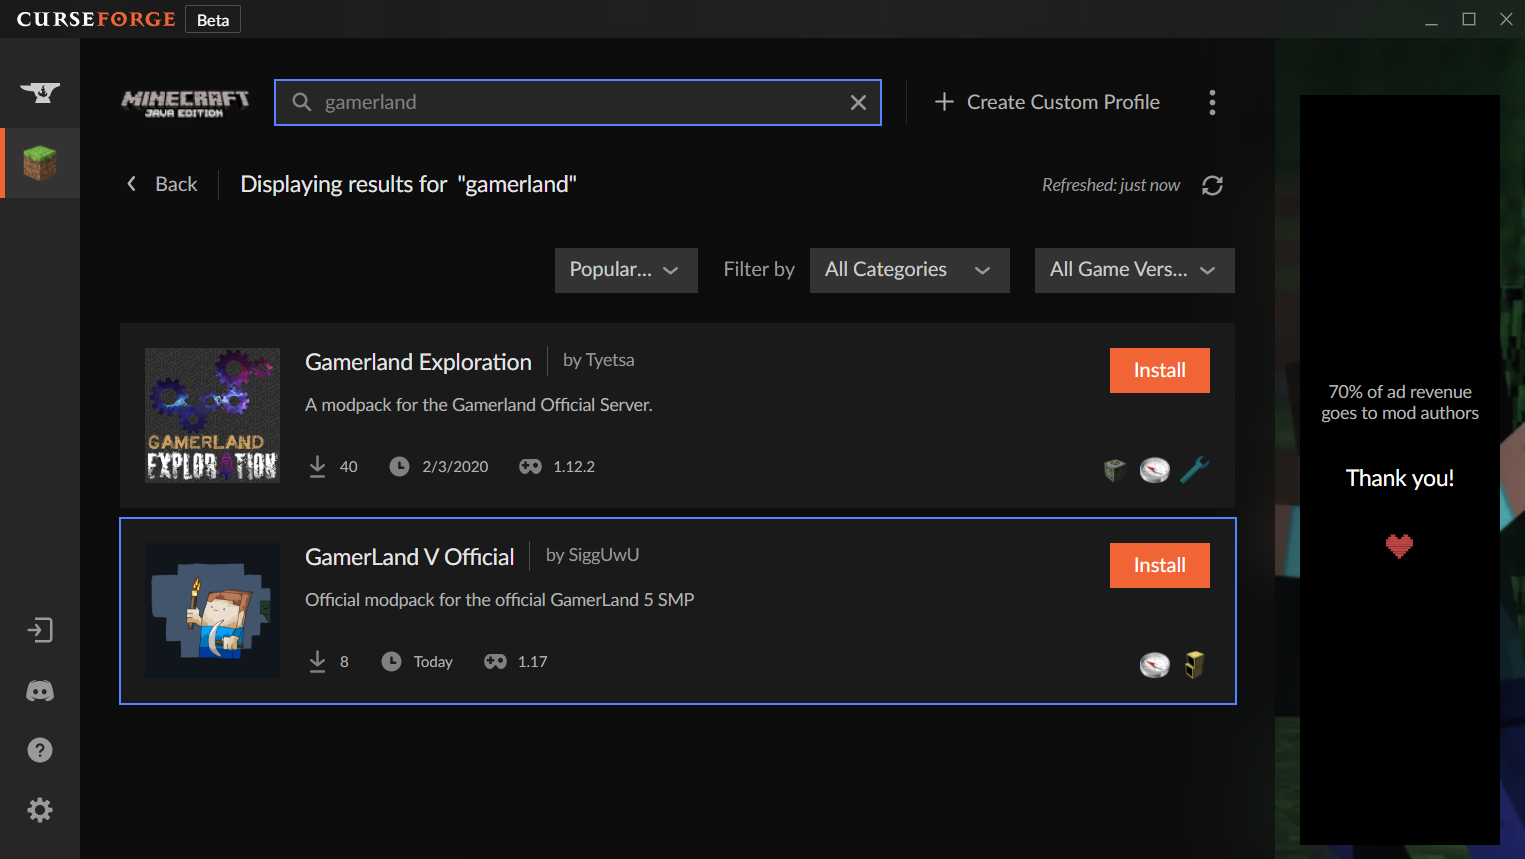 CURSEFORGE Beta
MINECRAFT
JAVA EDITION
gamerland
Create Custom Profile
Back
Displaying results for "gamerland"
Refreshed: just now
Popular...
Filter by
All Categories
All Game Vers...
GAMERLAND
EXPLORATION
Gamerland Exploration
by Tyetsa
Install
A modpack for the Gamerland Official Server.
40
2/3/2020
1.12.2
GamerLand V Official
by SiggUwU
Install
Official modpack for the official GamerLand 5 SMP
8
Today
1.17
70% of ad revenue
goes to mod authors
Thank you!